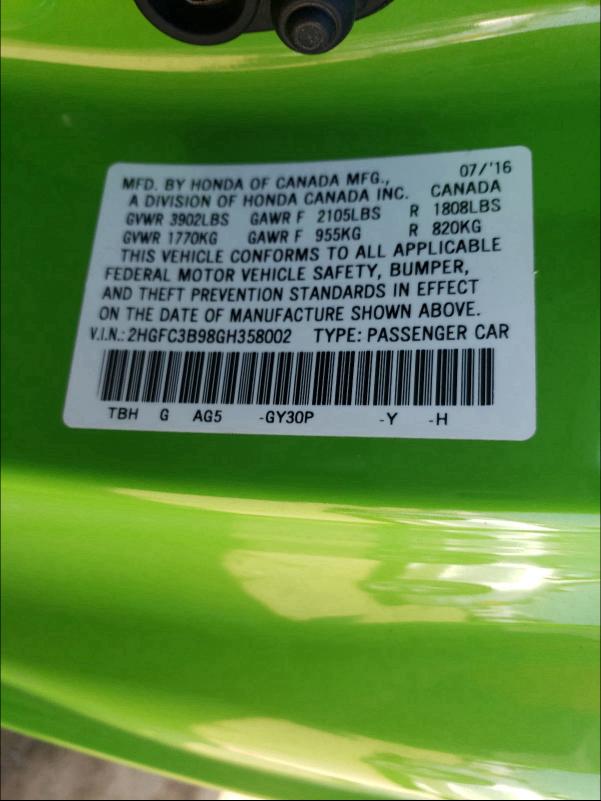 07/'16
MFD. BY HONDA OF CANADA MFG.,
A DIVISION OF HONDA CANADA INC. CANADA
GVWR 3902LBS GAWR F 2105LBS R 1808LBS
GVWR 1770KG GAWR F 955KG R 820KG
THIS VEHICLE CONFORMS TO ALL APPLICABLE
FEDERAL MOTOR VEHICLE SAFETY, BUMPER,
AND THEFT PREVENTION STANDARDS IN EFFECT
ON THE DATE OF MANUFACTURE SHOWN ABOVE.
V.I.N.: 2HGFC3B98GH358002 TYPE: PASSENGER CAR
TBH G AG5 -GY30P -Y -H